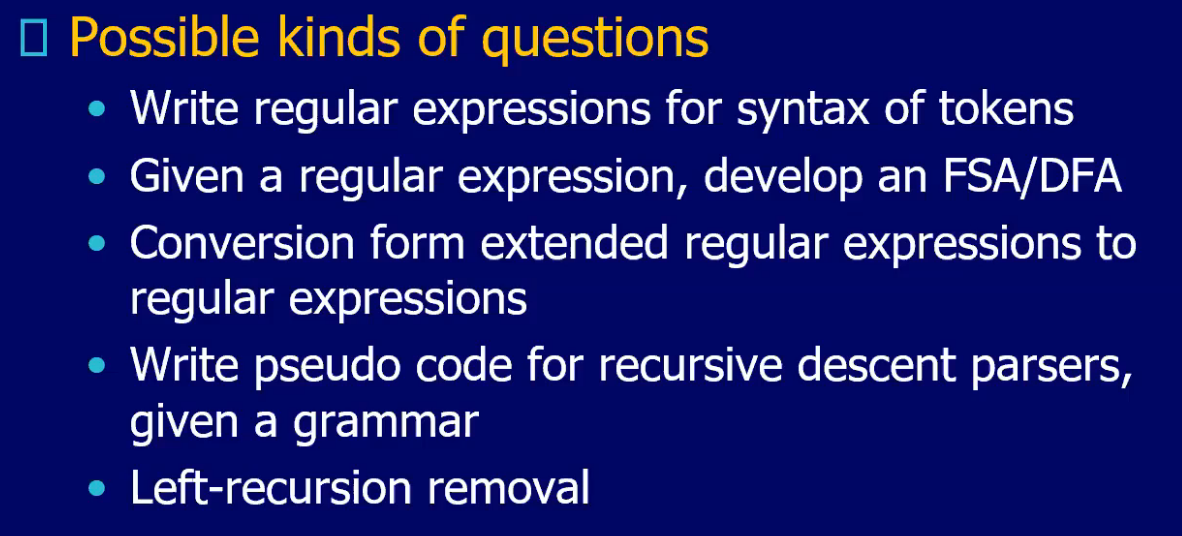 Possible kinds of questions
• Write regular expressions for syntax of tokens
• Given a regular expression, develop an FSA/DFA
• Conversion form extended regular expressions to
regular expressions
• Write pseudo code for recursive descent parsers,
given a grammar
• Left-recursion removal